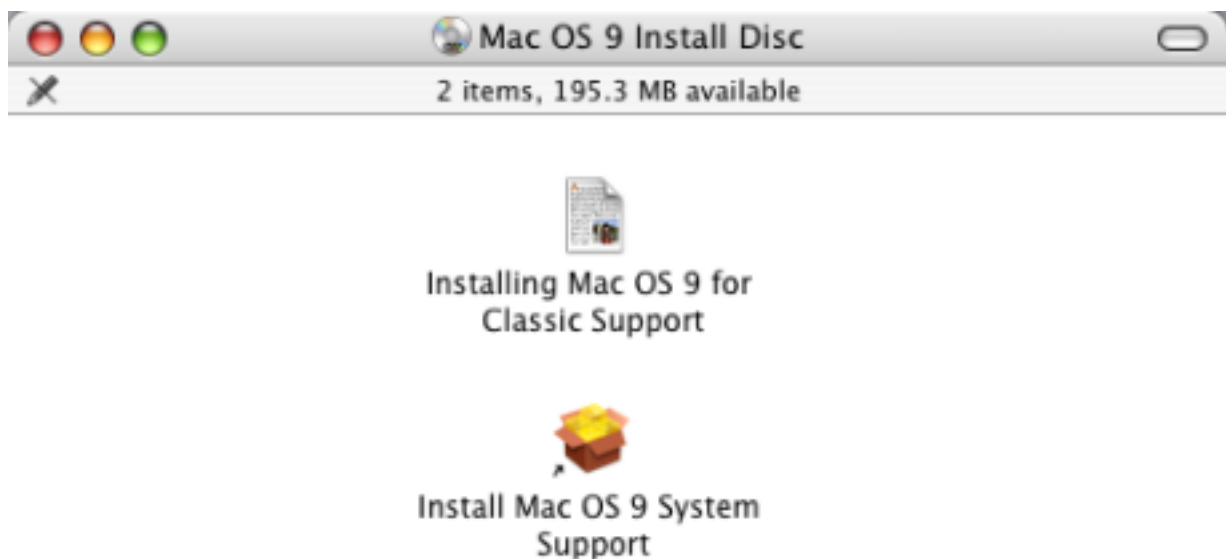 Mac OS 9 Install Disc
2 items, 195.3 MB available
Installing Mac OS 9 for
Classic Support
Install Mac OS 9 System
Support